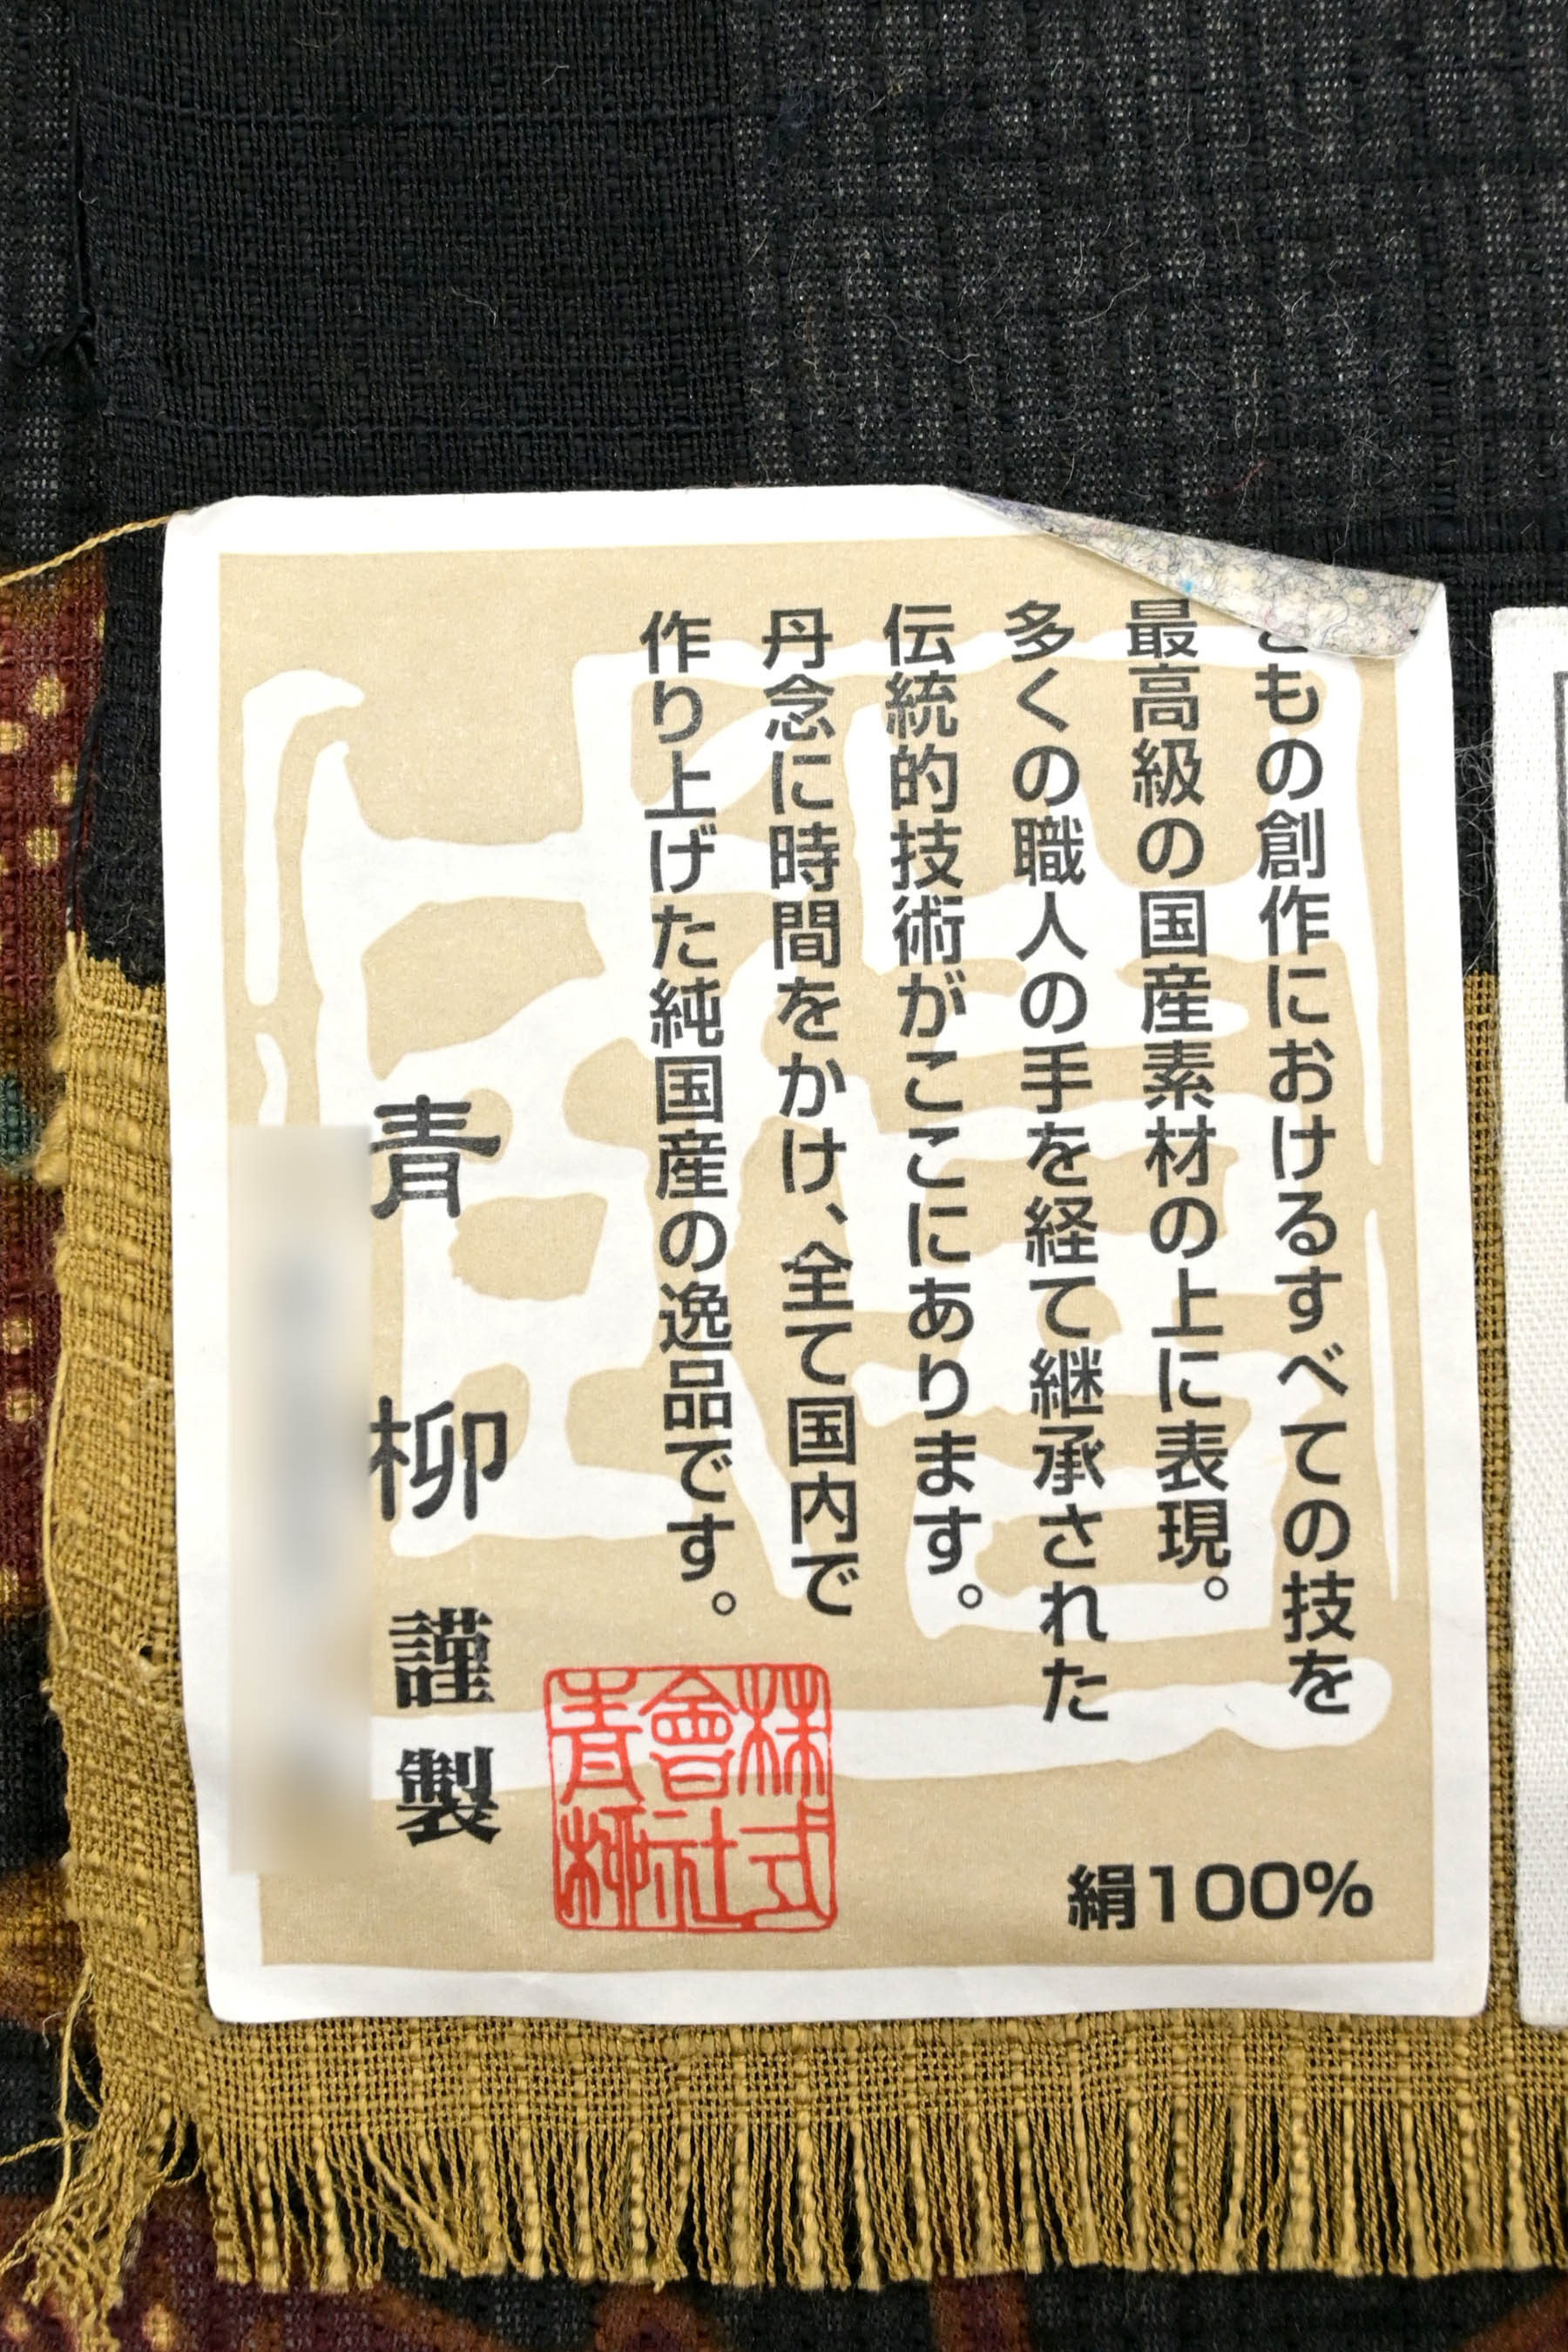 もの創作におけるすべての技を
最高級の国産素材の上に表現。
多くの職人の手を経て継承された
伝統的技術がここにあります。
丹念に時間をかけ、全て国内で
作り上げた純国産の逸品です。
青柳謹製
株式
會社
青柳
絹100%